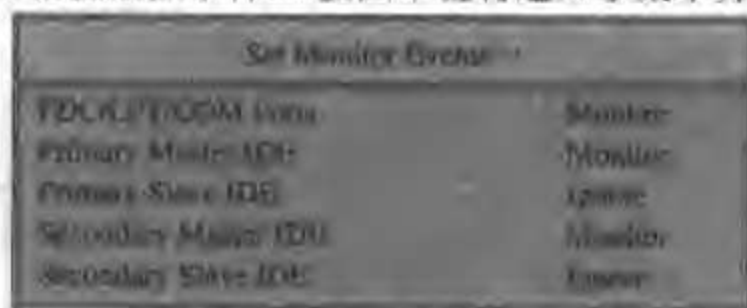 Set Monitor Events
FDC/LPT/COM Ports Monitor
Primary Master IDE Monitor
Primary Slave IDE Ignore
Secondary Master IDE Monitor
Secondary Slave IDE Ignore